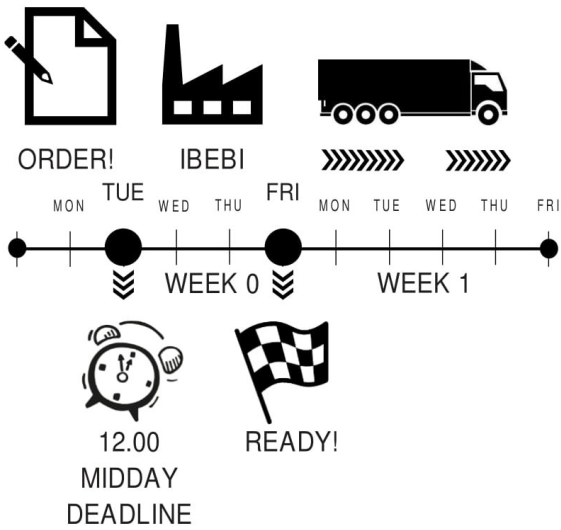 ORDER!
IBEBI
MON TUE WED THU FRI MON TUE WED THU FRI
WEEK 0 WEEK 1
12.00
MIDDAY
DEADLINE
READY!